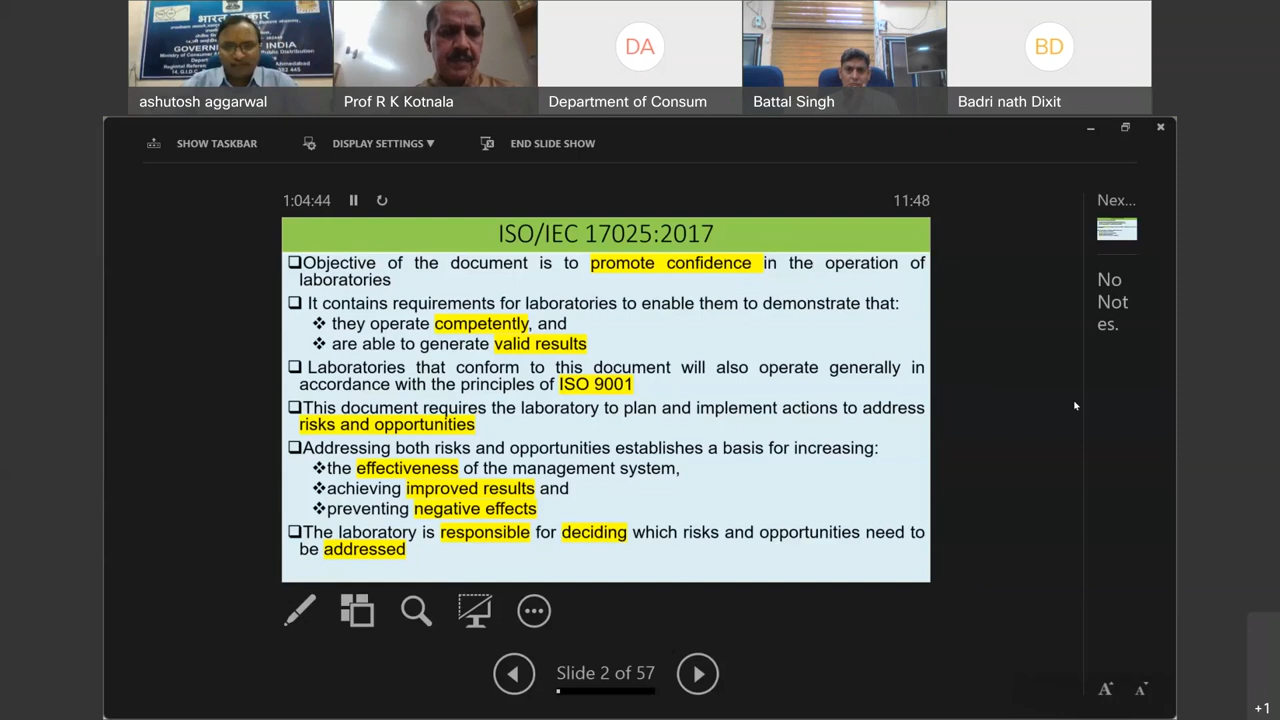 भारत सरकार
GOVERNMENT OF INDIA
ashutosh aggarwal
Prof R K Kotnala
DA
Department of Consum
Battal Singh
BD
Badri nath Dixit
SHOW TASKBAR
DISPLAY SETTINGS ▼
END SLIDE SHOW
1:04:44
11:48
Nex...
ISO/IEC 17025:2017
❑Objective of the document is to promote confidence in the operation of
laboratories
❑ It contains requirements for laboratories to enable them to demonstrate that:
❖ they operate competently, and
❖ are able to generate valid results
❑ Laboratories that conform to this document will also operate generally in
accordance with the principles of ISO 9001
❑This document requires the laboratory to plan and implement actions to address
risks and opportunities
❑Addressing both risks and opportunities establishes a basis for increasing:
❖the effectiveness of the management system,
❖achieving improved results and
❖preventing negative effects
❑The laboratory is responsible for deciding which risks and opportunities need to
be addressed
No
Not
es.
Slide 2 of 57
A A
+1